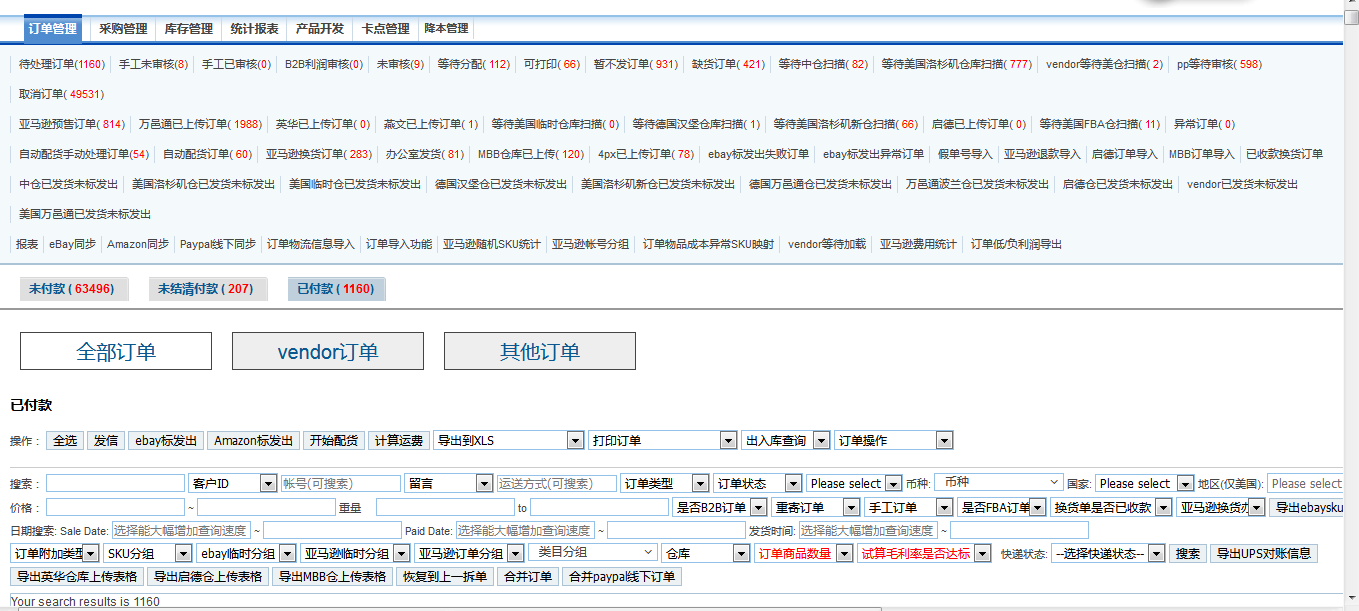 订单管理 采购管理 库存管理 统计报表 产品开发 卡点管理 降本管理
待处理订单(1160) 手工未审核(8) 手工已审核(0) B2B利润审核(0) 未审核(9) 等待分配( 112) 可打印( 66) 暂不发订单( 931) 缺货订单( 421) 等待中仓扫描( 82) 等待美国洛杉矶仓库扫描( 777) vendor等待美仓扫描( 2) pp等待审核( 598)
取消订单( 49531)
亚马逊预售订单( 814) 万邑通已上传订单( 1988) 英华已上传订单( 0) 燕文已上传订单( 1) 等待美国临时仓库扫描( 0) 等待德国汉堡仓库扫描( 1) 等待美国洛杉矶新仓扫描( 66) 启德已上传订单( 0) 等待美国FBA仓扫描( 11) 异常订单( 0)
自动配货手动处理订单(54) 自动配货订单( 60) 亚马逊换货订单( 283) 办公室发货( 81) MBB仓库已上传( 120) 4px已上传订单( 78) ebay标发出失败订单 ebay标发出异常订单 假单号导入 亚马逊退款导入 启德订单导入 MBB订单导入 已收款换货订单
中仓已发货未标发出 美国洛杉矶仓已发货未标发出 美国临时仓已发货未标发出 德国汉堡仓已发货未标发出 美国洛杉矶新仓已发货未标发出 德国万邑通仓已发货未标发出 万邑通波兰仓已发货未标发出 启德仓已发货未标发出 vendor已发货未标发出
美国万邑通已发货未标发出
报表 eBay同步 Amazon同步 Paypal线下同步 订单物流信息导入 订单导入功能 亚马逊随机SKU统计 亚马逊帐号分组 订单物品成本异常SKU映射 vendor等待加载 亚马逊费用统计 订单低/负利润导出
未付款 ( 63496) 未结清付款 ( 207) 已付款 ( 1160)
全部订单 vendor订单 其他订单
已付款
操作： 全选 发信 ebay标发出 Amazon标发出 开始配货 计算运费 导出到XLS 打印订单 出入库查询 订单操作
搜索： 客户ID 帐号(可搜索) 留言 运送方式(可搜索) 订单类型 订单状态 Please select 币种: 币种 国家: Please select 地区(仅美国): Please select
价格： ~ 重量 to 是否B2B订单 重寄订单 手工订单 是否FBA订单 换货单是否已收款 亚马逊换货方 导出ebaysku
日期搜索: Sale Date: 选择能大幅增加查询速度 ~ Paid Date: 选择能大幅增加查询速度 ~ 发货时间: 选择能大幅增加查询速度 ~
订单附加类型 SKU分组 ebay临时分组 亚马逊临时分组 亚马逊订单分组 类目分组 仓库 订单商品数量 试算毛利率是否达标 快递状态: --选择快递状态-- 搜索 导出UPS对账信息
导出英华仓库上传表格 导出启德仓上传表格 导出MBB仓上传表格 恢复到上一拆单 合并订单 合并paypal线下订单
Your search results is 1160